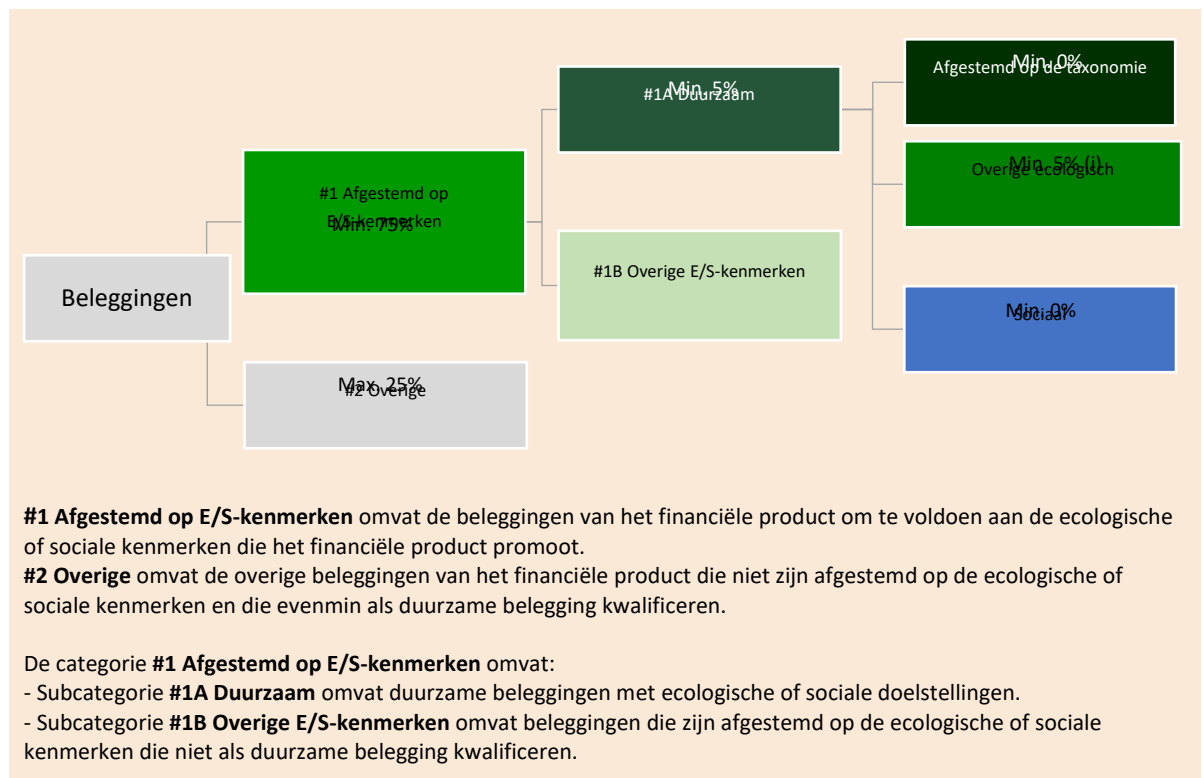 Beleggingen
#1 Afgestemd op
E/S-kenmerken
Min. 75%
Max. 25%
#2 Overige
Min. 5%
#1A Duurzaam
#1B Overige E/S-kenmerken
Min. 0%
Afgestemd op de taxonomie
Min. 5% (i)
Overige ecologisch
Min. 0%
Sociaal
#1 Afgestemd op E/S-kenmerken omvat de beleggingen van het financiële product om te voldoen aan de ecologische
of sociale kenmerken die het financiële product promoot.
#2 Overige omvat de overige beleggingen van het financiële product die niet zijn afgestemd op de ecologische of
sociale kenmerken en die evenmin als duurzame belegging kwalificeren.
De categorie #1 Afgestemd op E/S-kenmerken omvat:
- Subcategorie #1A Duurzaam omvat duurzame beleggingen met ecologische of sociale doelstellingen.
- Subcategorie #1B Overige E/S-kenmerken omvat beleggingen die zijn afgestemd op de ecologische of sociale
kenmerken die niet als duurzame belegging kwalificeren.